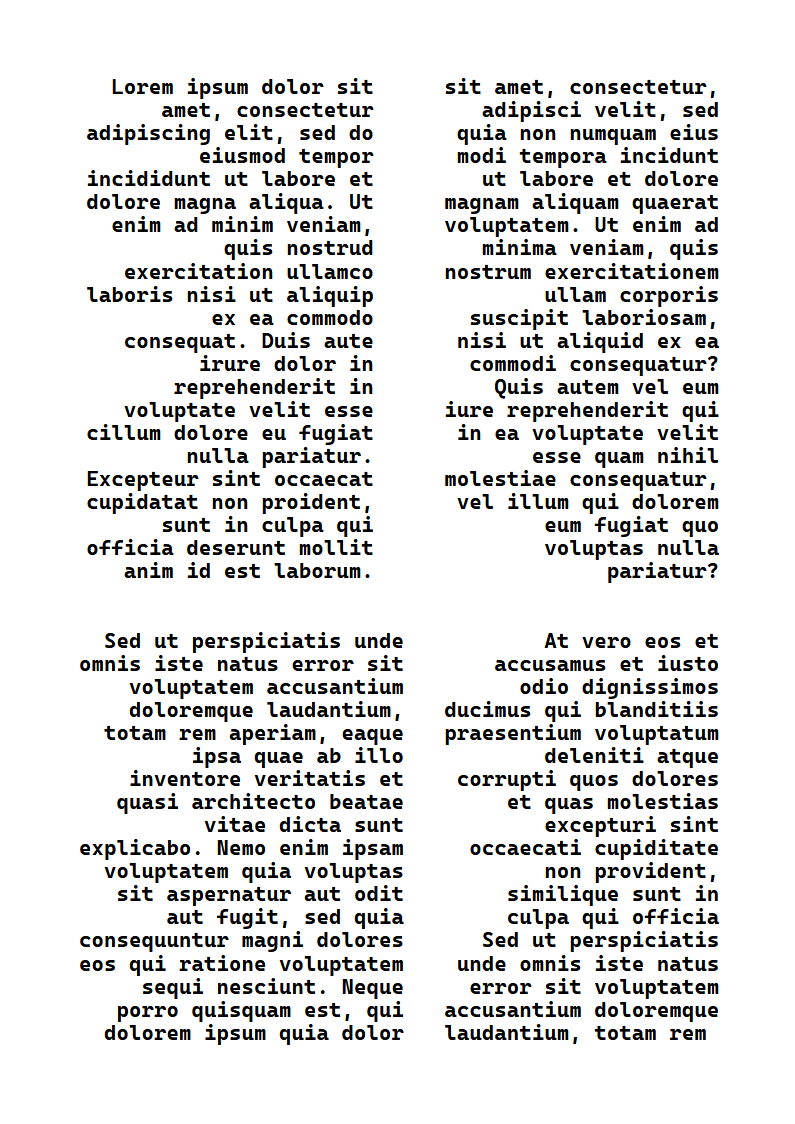 Lorem ipsum dolor sit
amet, consectetur
adipiscing elit, sed do
eiusmod tempor
incididunt ut labore et
dolore magna aliqua. Ut
enim ad minim veniam,
quis nostrud
exercitation ullamco
laboris nisi ut aliquip
ex ea commodo
consequat. Duis aute
irure dolor in
reprehenderit in
voluptate velit esse
cillum dolore eu fugiat
nulla pariatur.
Excepteur sint occaecat
cupidatat non proident,
sunt in culpa qui
officia deserunt mollit
anim id est laborum.
Sed ut perspiciatis unde
omnis iste natus error sit
voluptatem accusantium
doloremque laudantium,
totam rem aperiam, eaque
ipsa quae ab illo
inventore veritatis et
quasi architecto beatae
vitae dicta sunt
explicabo. Nemo enim ipsam
voluptatem quia voluptas
sit aspernatur aut odit
aut fugit, sed quia
consequuntur magni dolores
eos qui ratione voluptatem
sequi nesciunt. Neque
porro quisquam est, qui
dolorem ipsum quia dolor
sit amet, consectetur,
adipisci velit, sed
quia non numquam eius
modi tempora incidunt
ut labore et dolore
magnam aliquam quaerat
voluptatem. Ut enim ad
minima veniam, quis
nostrum exercitationem
ullam corporis
suscipit laboriosam,
nisi ut aliquid ex ea
commodi consequatur?
Quis autem vel eum
iure reprehenderit qui
in ea voluptate velit
esse quam nihil
molestiae consequatur,
vel illum qui dolorem
eum fugiat quo
voluptas nulla
pariatur?
At vero eos et
accusamus et iusto
odio dignissimos
ducimus qui blanditiis
praesentium voluptatum
deleniti atque
corrupti quos dolores
et quas molestias
excepturi sint
occaecati cupiditate
non provident,
similique sunt in
culpa qui officia
Sed ut perspiciatis
unde omnis iste natus
error sit voluptatem
accusantium doloremque
laudantium, totam rem